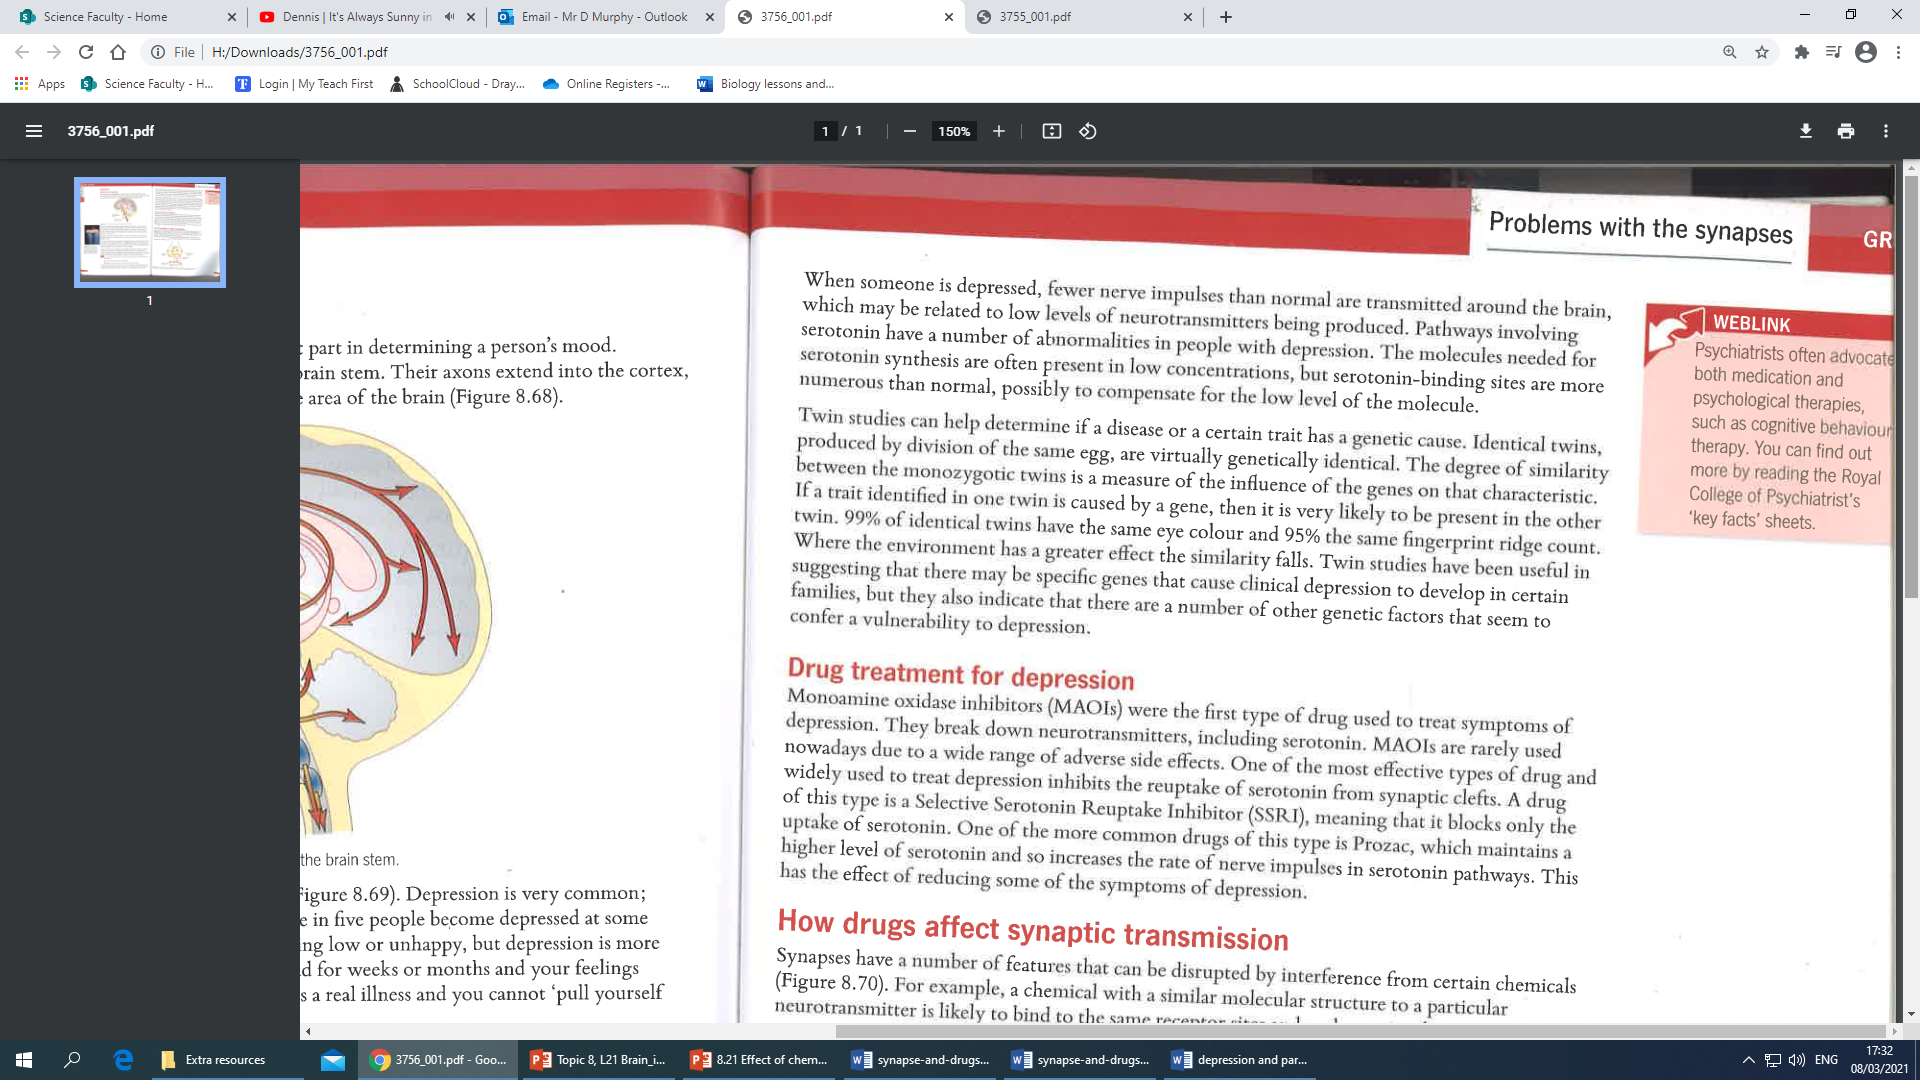 Science Faculty - Home
Dennis | It's Always Sunny in
Email - Mr D Murphy - Outlook
3756_001.pdf
3755_001.pdf
File
H:/Downloads/3756_001.pdf
Apps
Science Faculty - H...
Login | My Teach First
SchoolCloud - Dray...
Online Registers -...
Biology lessons and...
3756_001.pdf
1 / 1
150%
1
t part in determining a person's mood.
brain stem. Their axons extend into the cortex,
e area of the brain (Figure 8.68).
the brain stem.
Figure 8.69). Depression is very common;
e in five people become depressed at some
ng low or unhappy, but depression is more
d for weeks or months and your feelings
s a real illness and you cannot 'pull yourself
Problems with the synapses
GR
When someone is depressed, fewer nerve impulses than normal are transmitted around the brain,
which may be related to low levels of neurotransmitters being produced. Pathways involving
serotonin have a number of abnormalities in people with depression. The molecules needed for
serotonin synthesis are often present in low concentrations, but serotonin-binding sites are more
numerous than normal, possibly to compensate for the low level of the molecule.
Twin studies can help determine if a disease or a certain trait has a genetic cause. Identical twins,
produced by division of the same egg, are virtually genetically identical. The degree of similarity
between the monozygotic twins is a measure of the influence of the genes on that characteristic.
If a trait identified in one twin is caused by a gene, then it is very likely to be present in the other
twin. 99% of identical twins have the same eye colour and 95% the same fingerprint ridge count.
Where the environment has a greater effect the similarity falls. Twin studies have been useful in
suggesting that there may be specific genes that cause clinical depression to develop in certain
families, but they also indicate that there are a number of other genetic factors that seem to
confer a vulnerability to depression.
Drug treatment for depression
Monoamine oxidase inhibitors (MAOIs) were the first type of drug used to treat symptoms of
depression. They break down neurotransmitters, including serotonin. MAOIs are rarely used
nowadays due to a wide range of adverse side effects. One of the most effective types of drug and
widely used to treat depression inhibits the reuptake of serotonin from synaptic clefts. A drug
of this type is a Selective Serotonin Reuptake Inhibitor (SSRI), meaning that it blocks only the
uptake of serotonin. One of the more common drugs of this type is Prozac, which maintains a
higher level of serotonin and so increases the rate of nerve impulses in serotonin pathways. This
has the effect of reducing some of the symptoms of depression.
How drugs affect synaptic transmission
Synapses have a number of features that can be disrupted by interference from certain chemicals
(Figure 8.70). For example, a chemical with a similar molecular structure to a particular
neurotransmitter is likely to bind to the same receptor
WEBLINK
Psychiatrists often advocate
both medication and
psychological therapies,
such as cognitive behaviour
therapy. You can find out
more by reading the Royal
College of Psychiatrist's
'key facts' sheets.
Extra resources
3756_001.pdf - Goo...
Topic 8, L21 Brain_i...
8.21 Effect of chem...
synapse-and-drugs...
synapse-and-drugs...
depression and par...
ENG
17:32
08/03/2021